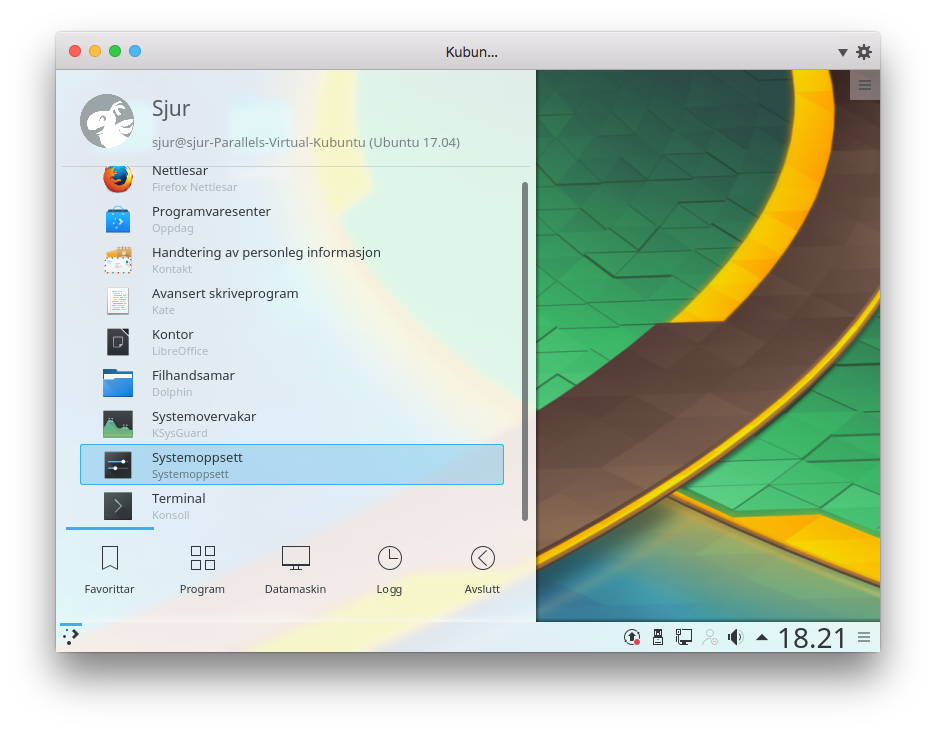 Kubun...
Sjur
sjur@sjur-Parallels-Virtual-Kubuntu (Ubuntu 17.04)
Nettlesar
Firefox Nettlesar
Programvaresenter
Oppdag
Handtering av personleg informasjon
Kontakt
Avansert skriveprogram
Kate
Kontor
LibreOffice
Filhandsamar
Dolphin
Systemovervakar
KSysGuard
Systemoppsett
Systemoppsett
Terminal
Konsoll
Favorittar Program Datamaskin Logg Avslutt
18.21